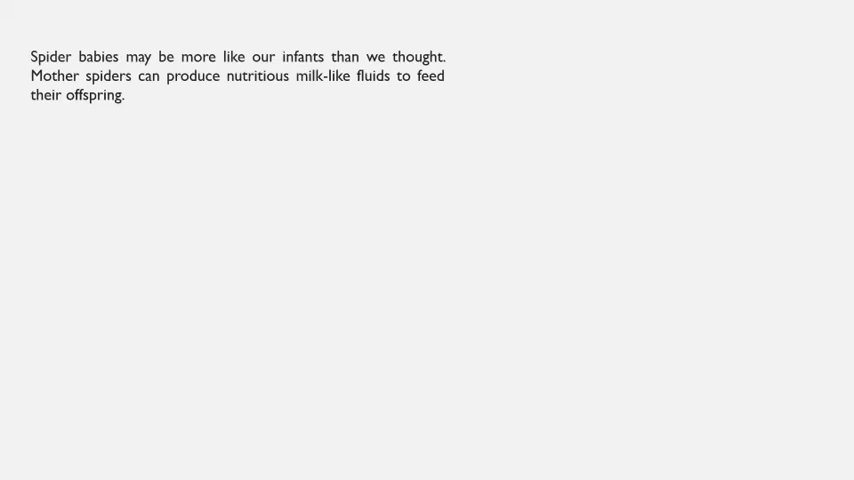 Spider babies may be more like our infants than we thought.
Mother spiders can produce nutritious milk-like fluids to feed
their offspring.